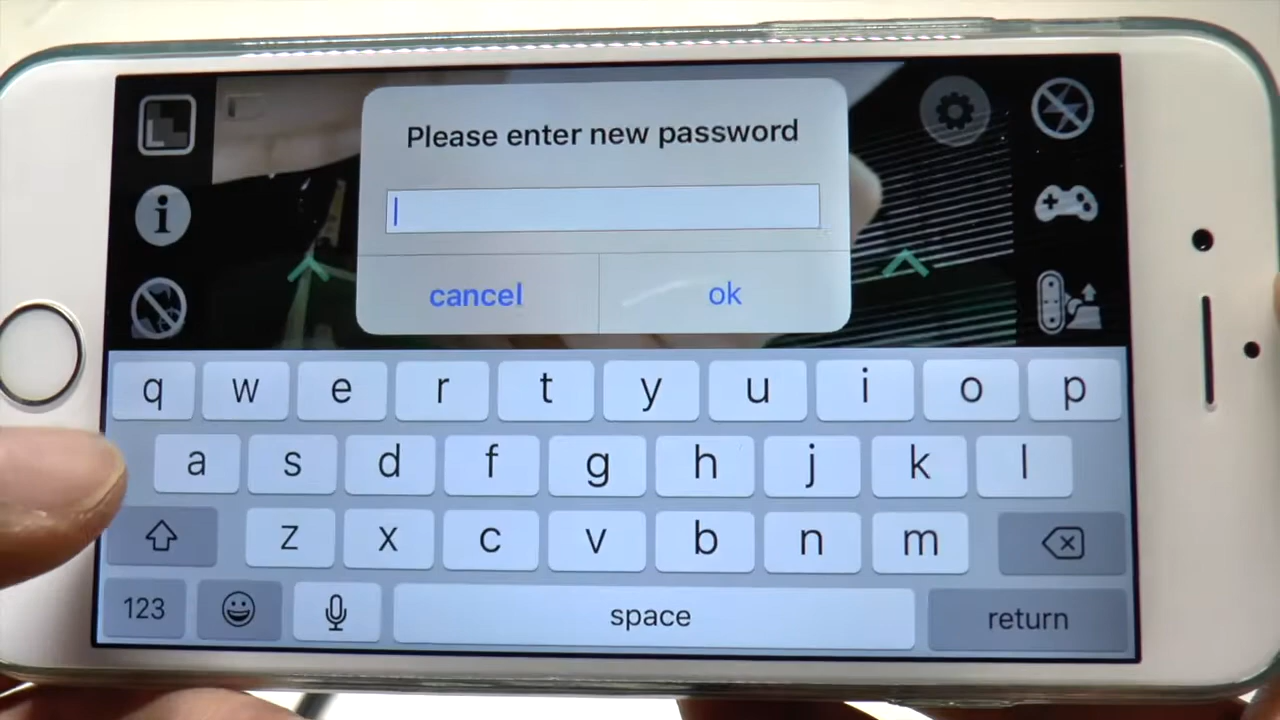 Please enter new password
cancel
ok
q w e r t y u i o p
a s d f g h j k l
z x c v b n m
123
space
return